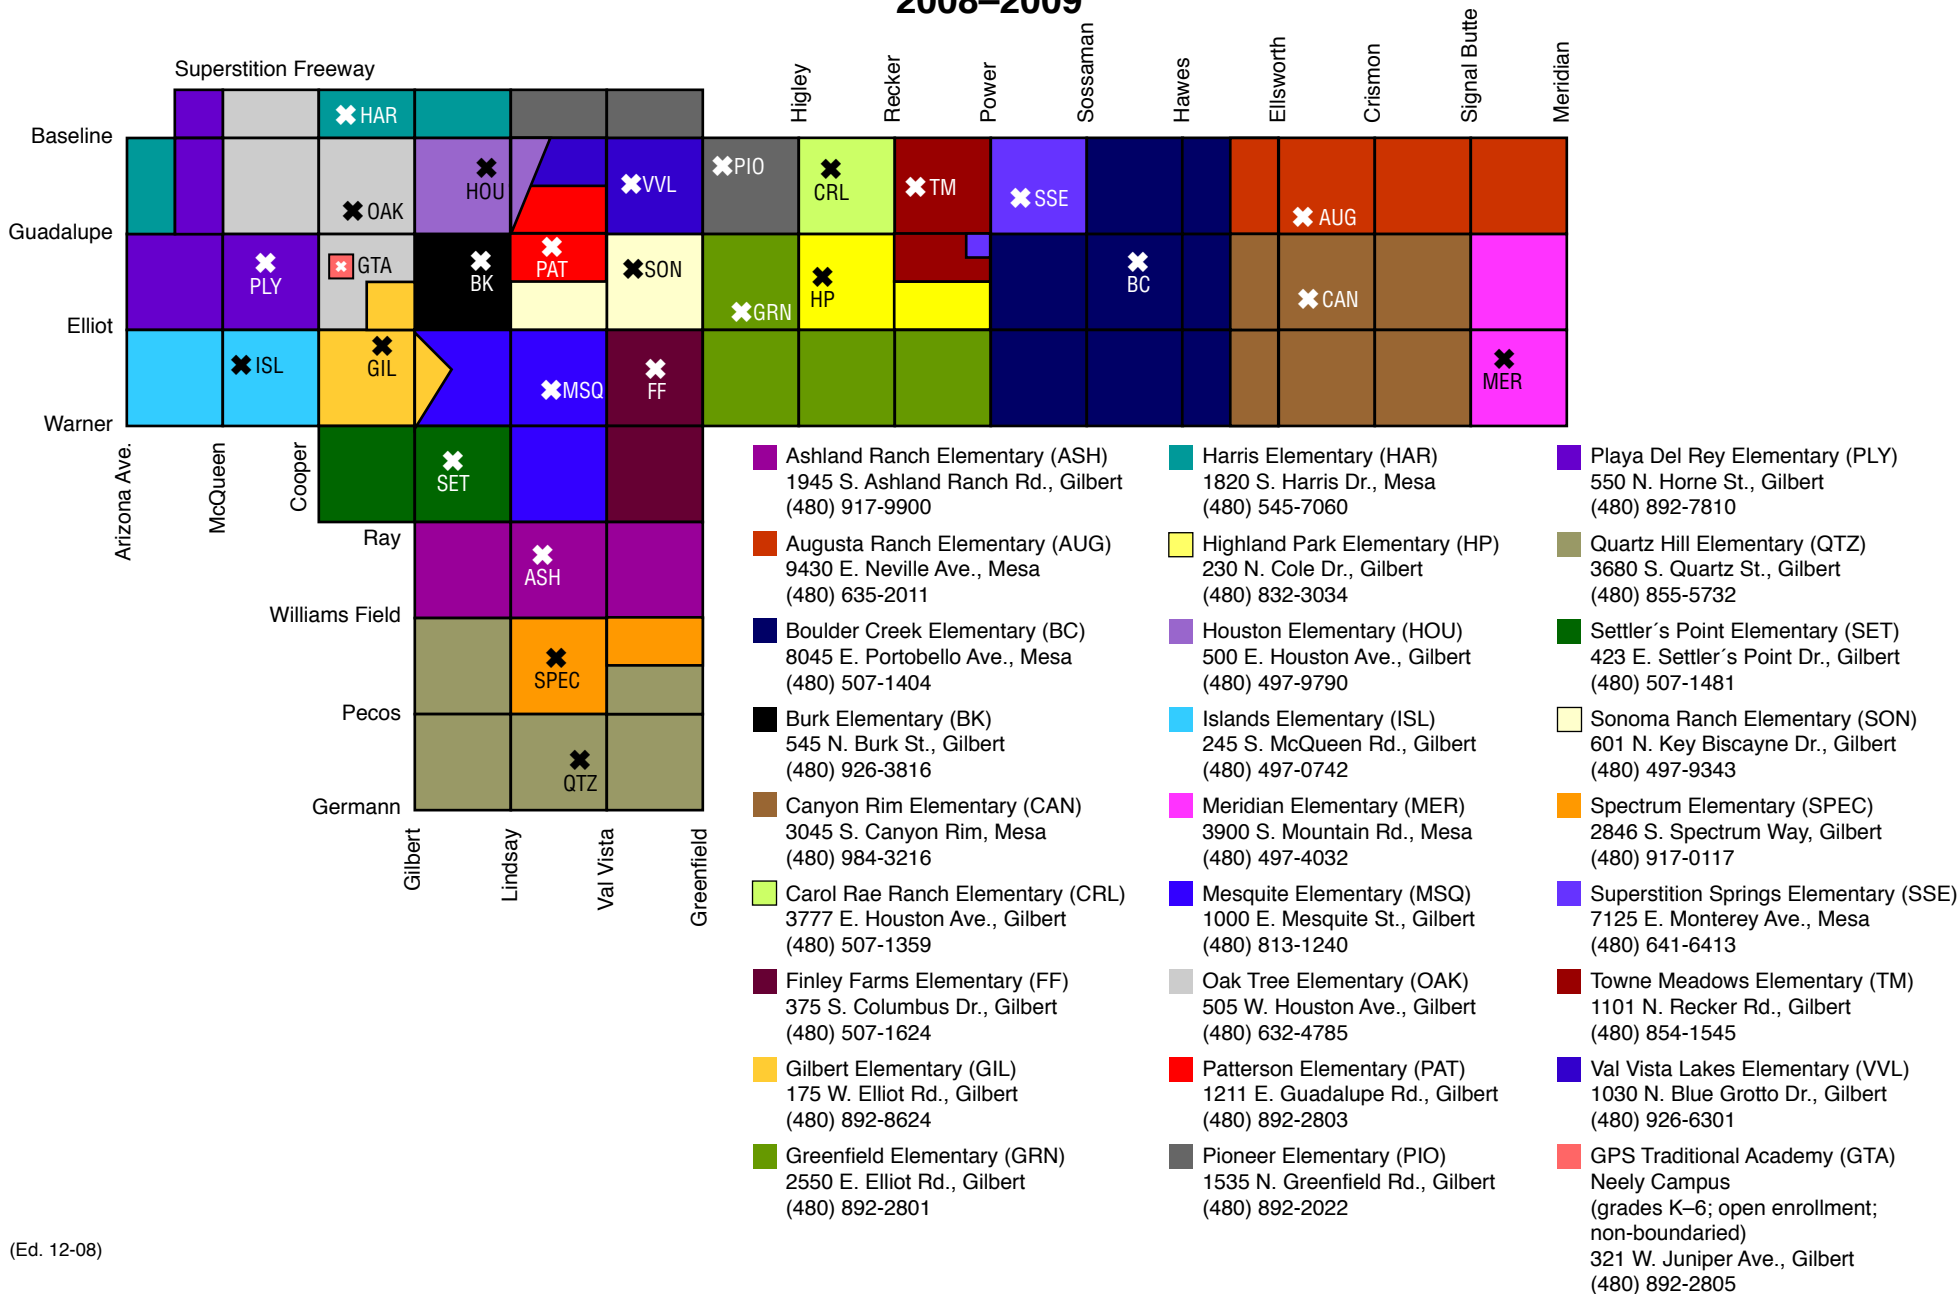 2008–2009
Superstition Freeway
Higley
Recker
Power
Sossaman
Hawes
Ellsworth
Crismon
Signal Butte
Meridian
HAR
Baseline
HOU
OAK
VVL
PIO
CRL
TM
SSE
AUG
Guadalupe
PLY
GTA
BK
PAT
SON
GRN
HP
BC
CAN
Elliot
ISL
GIL
MSQ
FF
MER
Warner
Arizona Ave.
McQueen
Cooper
SET
Ray
ASH
Williams Field
SPEC
Pecos
QTZ
Germann
Gilbert
Lindsay
Val Vista
Greenfield
Ashland Ranch Elementary (ASH)
1945 S. Ashland Ranch Rd., Gilbert
(480) 917-9900
Augusta Ranch Elementary (AUG)
9430 E. Neville Ave., Mesa
(480) 635-2011
Boulder Creek Elementary (BC)
8045 E. Portobello Ave., Mesa
(480) 507-1404
Burk Elementary (BK)
545 N. Burk St., Gilbert
(480) 926-3816
Canyon Rim Elementary (CAN)
3045 S. Canyon Rim, Mesa
(480) 984-3216
Carol Rae Ranch Elementary (CRL)
3777 E. Houston Ave., Gilbert
(480) 507-1359
Finley Farms Elementary (FF)
375 S. Columbus Dr., Gilbert
(480) 507-1624
Gilbert Elementary (GIL)
175 W. Elliot Rd., Gilbert
(480) 892-8624
Greenfield Elementary (GRN)
2550 E. Elliot Rd., Gilbert
(480) 892-2801
Harris Elementary (HAR)
1820 S. Harris Dr., Mesa
(480) 545-7060
Highland Park Elementary (HP)
230 N. Cole Dr., Gilbert
(480) 832-3034
Houston Elementary (HOU)
500 E. Houston Ave., Gilbert
(480) 497-9790
Islands Elementary (ISL)
245 S. McQueen Rd., Gilbert
(480) 497-0742
Meridian Elementary (MER)
3900 S. Mountain Rd., Mesa
(480) 497-4032
Mesquite Elementary (MSQ)
1000 E. Mesquite St., Gilbert
(480) 813-1240
Oak Tree Elementary (OAK)
505 W. Houston Ave., Gilbert
(480) 632-4785
Patterson Elementary (PAT)
1211 E. Guadalupe Rd., Gilbert
(480) 892-2803
Pioneer Elementary (PIO)
1535 N. Greenfield Rd., Gilbert
(480) 892-2022
Playa Del Rey Elementary (PLY)
550 N. Horne St., Gilbert
(480) 892-7810
Quartz Hill Elementary (QTZ)
3680 S. Quartz St., Gilbert
(480) 855-5732
Settler´s Point Elementary (SET)
423 E. Settler´s Point Dr., Gilbert
(480) 507-1481
Sonoma Ranch Elementary (SON)
601 N. Key Biscayne Dr., Gilbert
(480) 497-9343
Spectrum Elementary (SPEC)
2846 S. Spectrum Way, Gilbert
(480) 917-0117
Superstition Springs Elementary (SSE)
7125 E. Monterey Ave., Mesa
(480) 641-6413
Towne Meadows Elementary (TM)
1101 N. Recker Rd., Gilbert
(480) 854-1545
Val Vista Lakes Elementary (VVL)
1030 N. Blue Grotto Dr., Gilbert
(480) 926-6301
GPS Traditional Academy (GTA)
Neely Campus
(grades K–6; open enrollment;
non-boundaried)
321 W. Juniper Ave., Gilbert
(480) 892-2805
(Ed. 12-08)